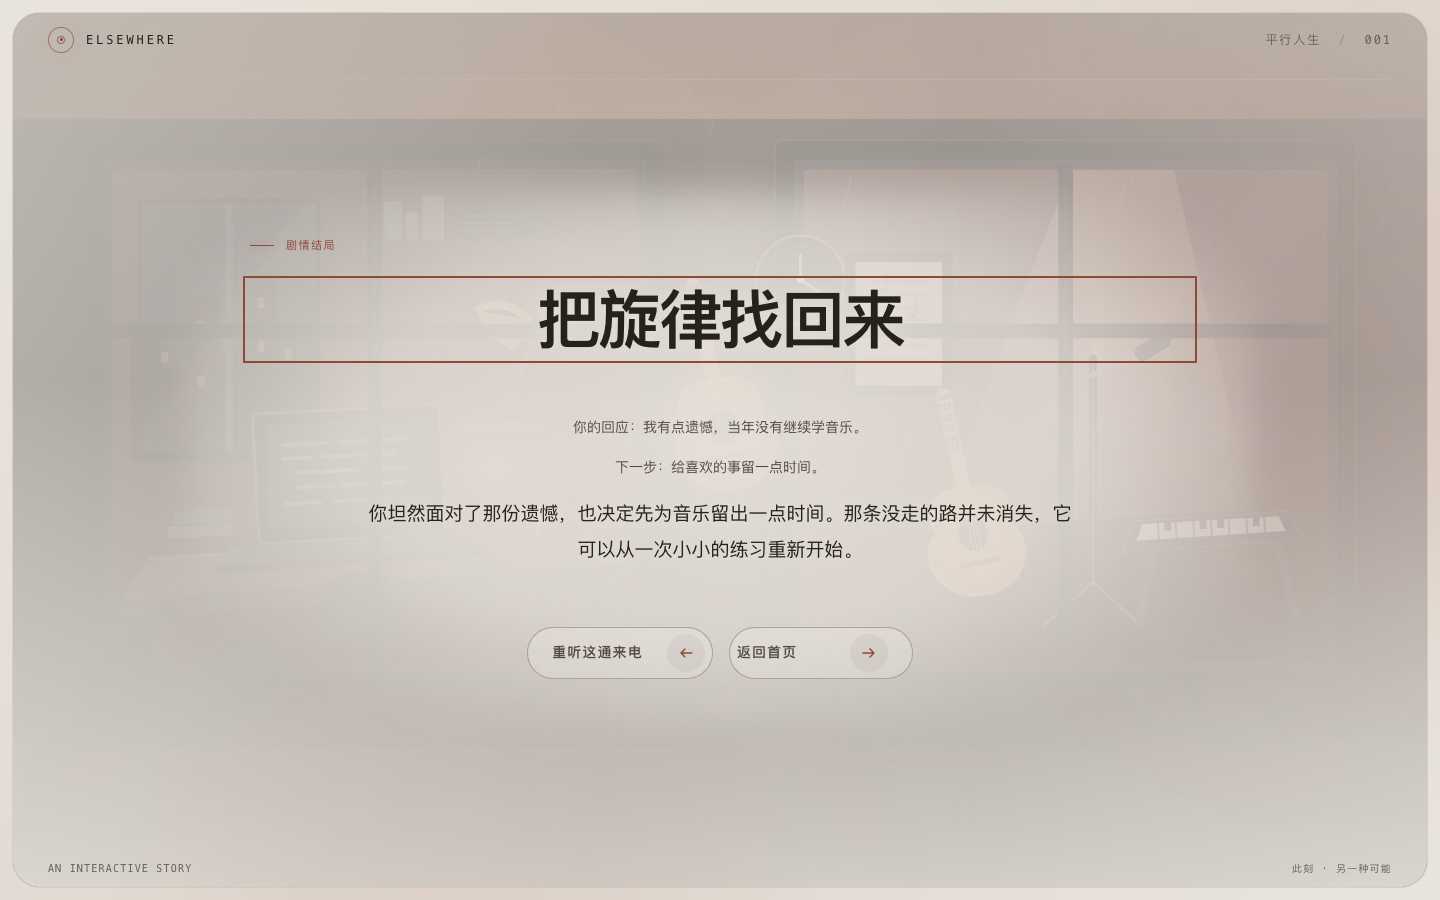 ELSEWHERE
平行人生 / 001
剧情结局
把旋律找回来
你的回应：我有点遗憾，当年没有继续学音乐。
下一步：给喜欢的事留一点时间。
你坦然面对了那份遗憾，也决定先为音乐留出一点时间。那条没走的路并未消失，它
可以从一次小小的练习重新开始。
重听这通来电 ←
返回首页 →
AN INTERACTIVE STORY
此刻 · 另一种可能